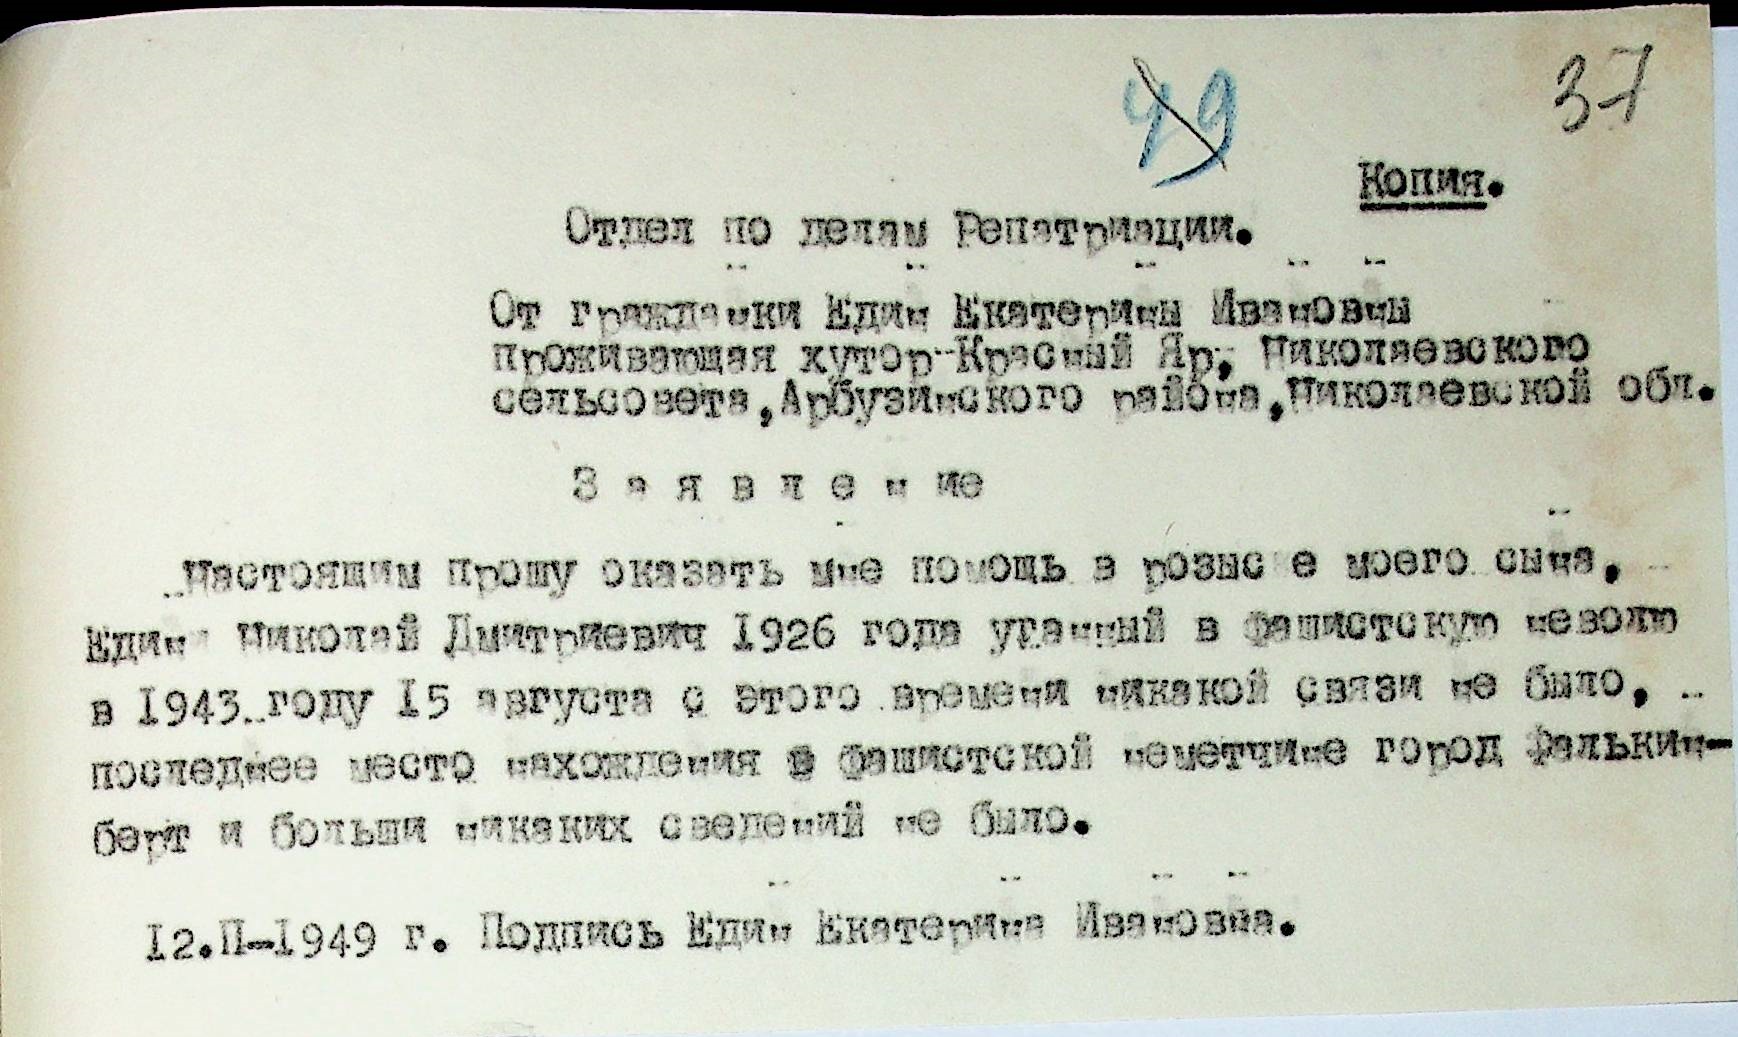 37
49
Копия.
Отдел по делам Репатриации.
От гражданки Един Екатерины Ивановны
проживающая хутор Красный Яр, Николаевского
сельсовета, Арбузинского района, Николаевской обл.
З а я в л е н ие
Настоящим прошу оказать мне помощь в розыс е моего сына,
Един Николай Дмитриевич 1926 года угнанный в фашистскую неволю
в 1943 году 15 августа с этого времени никакой связи не было,
последнее место нахождения в фашистской неметчине город Фалькин-
берт и больши никаких сведений не было.
12.II-1949 г. Подпись Един Екатерина Ивановна.